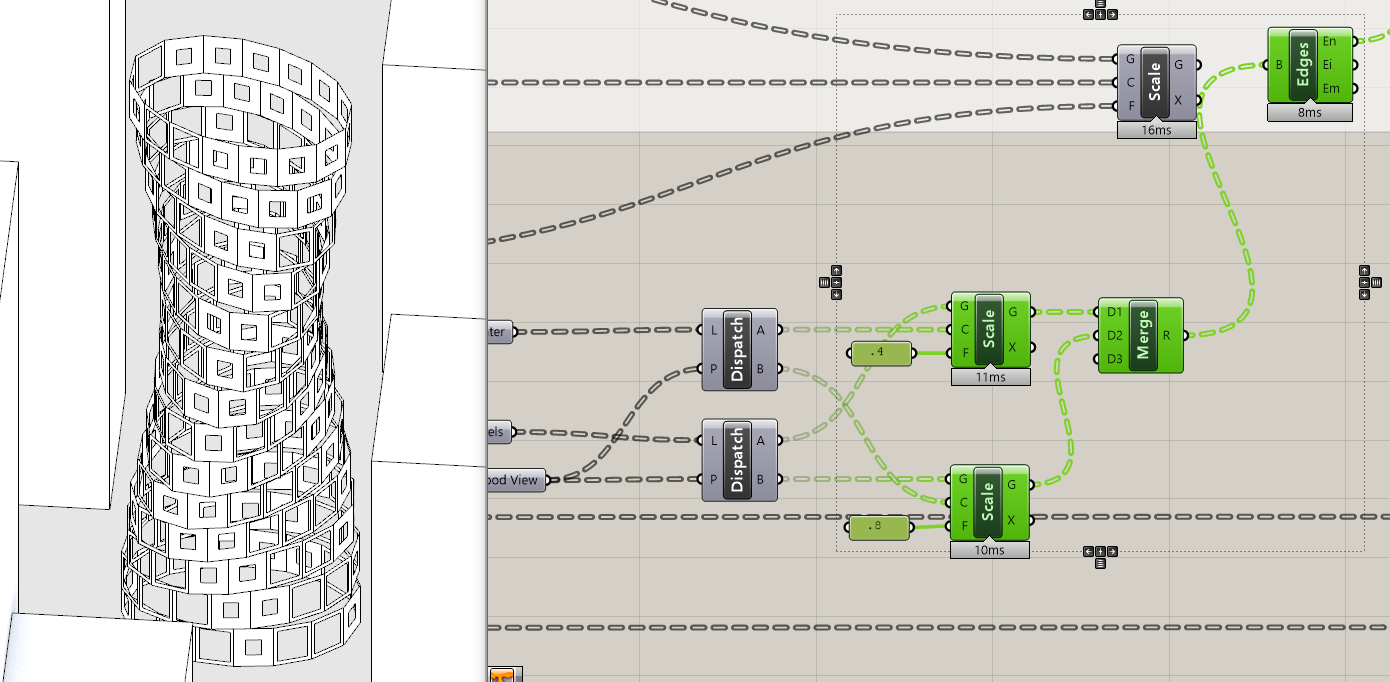 G
C
F
Scale
G
X
16ms
B
Edges
En
Ei
Em
8ms
ter
L
P
Dispatch
A
B
.4
G
C
F
Scale
G
X
11ms
D1
D2
D3
Merge
R
els
ood View
L
P
Dispatch
A
B
.8
G
C
F
Scale
G
X
10ms